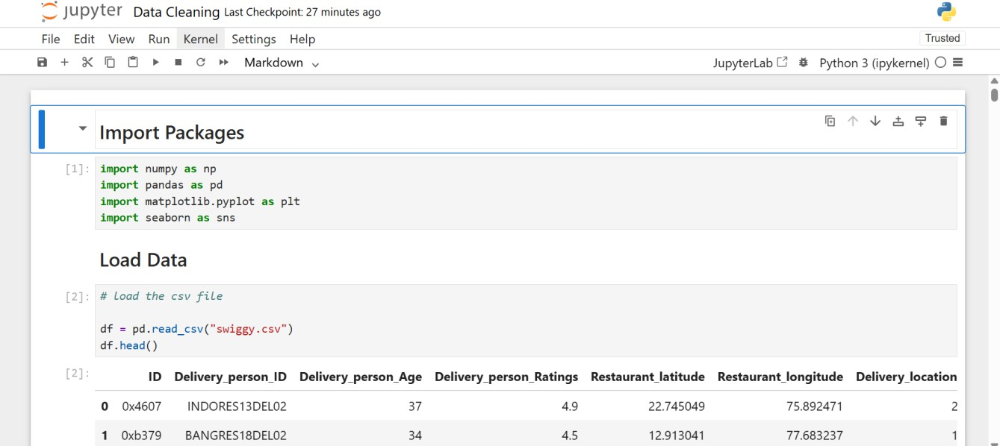 jupyter Data Cleaning Last Checkpoint: 27 minutes ago
File Edit View Run Kernel Settings Help
Trusted
Markdown
JupyterLab Python 3 (ipykernel)
Import Packages
[1]: import numpy as np
import pandas as pd
import matplotlib.pyplot as plt
import seaborn as sns
Load Data
[2]: # load the csv file
df = pd.read_csv("swiggy.csv")
df.head()
[2]: ID Delivery_person_ID Delivery_person_Age Delivery_person_Ratings Restaurant_latitude Restaurant_longitude Delivery_location
0 0x4607 INDORES13DEL02 37 4.9 22.745049 75.892471 2
1 0xb379 BANGRES18DEL02 34 4.5 12.913041 77.683237 1